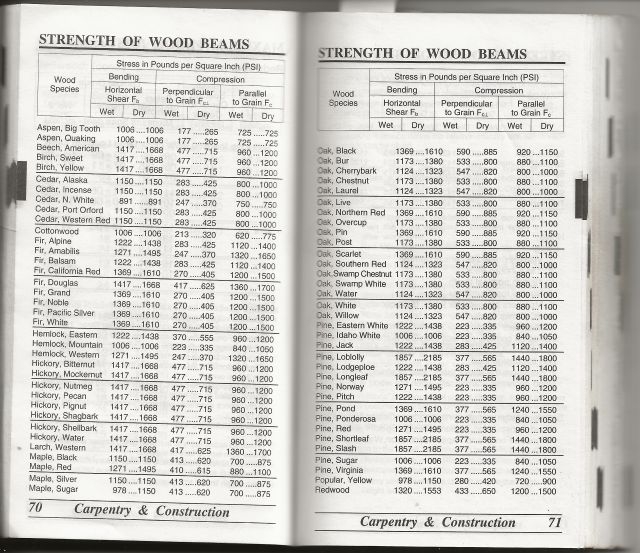 STRENGTH OF WOOD BEAMS
Wood Species
Stress in Pounds per Square Inch (PSI)
Bending Compression
Horizontal Shear Fb Perpendicular to Grain Fc⊥ Parallel to Grain Fc
Wet Dry Wet Dry Wet Dry
Aspen, Big Tooth 1006....1006 177......265 725......725
Aspen, Quaking 1006....1006 177......265 725......725
Beech, American 1417....1668 477......715 960....1200
Birch, Sweet 1417....1668 477......715 960....1200
Birch, Yellow 1417....1668 477......715 960....1200
Cedar, Alaska 1150....1150 283......425 800....1000
Cedar, Incense 1150....1150 283......425 800....1000
Cedar, N. White 891......891 247......370 750......750
Cedar, Port Orford 1150....1150 283......425 800....1000
Cedar, Western Red 1150....1150 283......425 800....1000
Cottonwood 1006....1006 213......320 620......775
Fir, Alpine 1222....1438 283......425 1120....1400
Fir, Amabilis 1271....1495 247......370 1320....1650
Fir, Balsam 1222....1438 283......425 1120....1400
Fir, California Red 1369....1610 270......405 1200....1500
Fir, Douglas 1417....1668 417......625 1360....1700
Fir, Grand 1369....1610 270......405 1200....1500
Fir, Noble 1369....1610 270......405 1200....1500
Fir, Pacific Silver 1369....1610 270......405 1200....1500
Fir, White 1369....1610 270......405 1200....1500
Hemlock, Eastern 1222....1438 370......555 960....1200
Hemlock, Mountain 1006....1006 223......335 840....1050
Hemlock, Western 1271....1495 247......370 1320....1650
Hickory, Bitternut 1417....1668 477......715 960....1200
Hickory, Mockernut 1417....1668 477......715 960....1200
Hickory, Nutmeg 1417....1668 477......715 960....1200
Hickory, Pecan 1417....1668 477......715 960....1200
Hickory, Pignut 1417....1668 477......715 960....1200
Hickory, Shagbark 1417....1668 477......715 960....1200
Hickory, Shellbark 1417....1668 477......715 960....1200
Hickory, Water 1417....1668 477......715 960....1200
Larch, Western 1417....1668 417......625 1360....1700
Maple, Black 1150....1150 413......620 700......875
Maple, Red 1271....1495 410......615 880....1100
Maple, Silver 1150....1150 413......620 700......875
Maple, Sugar 978....1150 413......620 700......875
70 Carpentry & Construction
STRENGTH OF WOOD BEAMS
Wood Species
Stress in Pounds per Square Inch (PSI)
Bending Compression
Horizontal Shear Fb Perpendicular to Grain Fc⊥ Parallel to Grain Fc
Wet Dry Wet Dry Wet Dry
Oak, Black 1369....1610 590......885 920....1150
Oak, Bur 1173....1380 533......800 880....1100
Oak, Cherrybark 1124....1323 547......820 800....1000
Oak, Chestnut 1173....1380 533......800 880....1100
Oak, Laurel 1124....1323 547......820 800....1000
Oak, Live 1173....1380 533......800 880....1100
Oak, Northern Red 1369....1610 590......885 920....1150
Oak, Overcup 1173....1380 533......800 880....1100
Oak, Pin 1369....1610 590......885 920....1150
Oak, Post 1173....1380 533......800 880....1100
Oak, Scarlet 1369....1610 590......885 920....1150
Oak, Southern Red 1124....1323 547......820 800....1000
Oak, Swamp Chestnut 1173....1380 533......800 880....1100
Oak, Swamp White 1173....1380 533......800 880....1100
Oak, Water 1124....1323 547......820 800....1000
Oak, White 1173....1380 533......800 880....1100
Oak, Willow 1124....1323 547......820 800....1000
Pine, Eastern White 1222....1438 223......335 960....1200
Pine, Idaho White 1006....1006 223......335 840....1050
Pine, Jack 1222....1438 283......425 1120....1400
Pine, Loblolly 1857....2185 377......565 1440....1800
Pine, Lodgepole 1222....1438 283......425 1120....1400
Pine, Longleaf 1857....2185 377......565 1440....1800
Pine, Norway 1271....1495 223......335 960....1200
Pine, Pitch 1222....1438 223......335 960....1200
Pine, Pond 1369....1610 377......565 1240....1550
Pine, Ponderosa 1006....1006 223......335 840....1050
Pine, Red 1271....1495 223......335 960....1200
Pine, Shortleaf 1857....2185 377......565 1440....1800
Pine, Slash 1857....2185 377......565 1440....1800
Pine, Sugar 1006....1006 223......335 840....1050
Pine, Virginia 1369....1610 377......565 1240....1550
Popular, Yellow 978....1150 280......420 720......900
Redwood 1320....1553 433......650 1200....1500
Carpentry & Construction 71